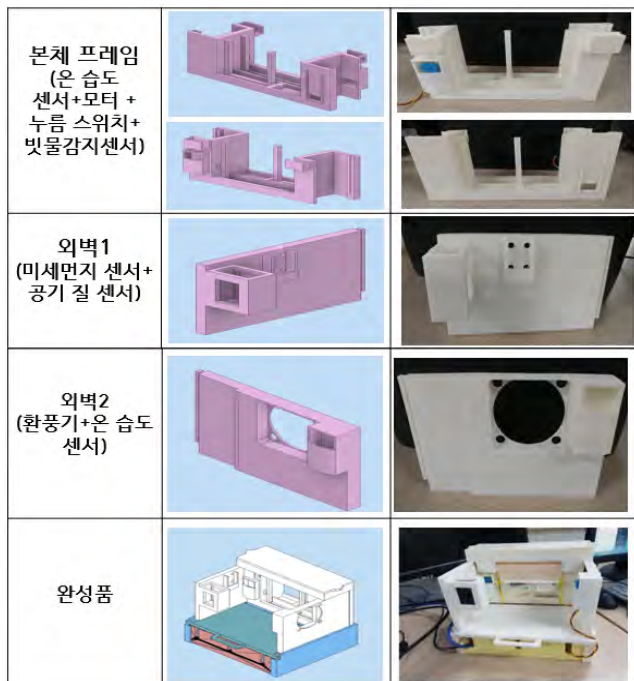 본체 프레임
(온 습도
센서+모터 +
누름 스위치+
빗물감지센서)
외벽1
(미세먼지 센서+
공기 질 센서)
외벽2
(환풍기+온 습도
센서)
완성품